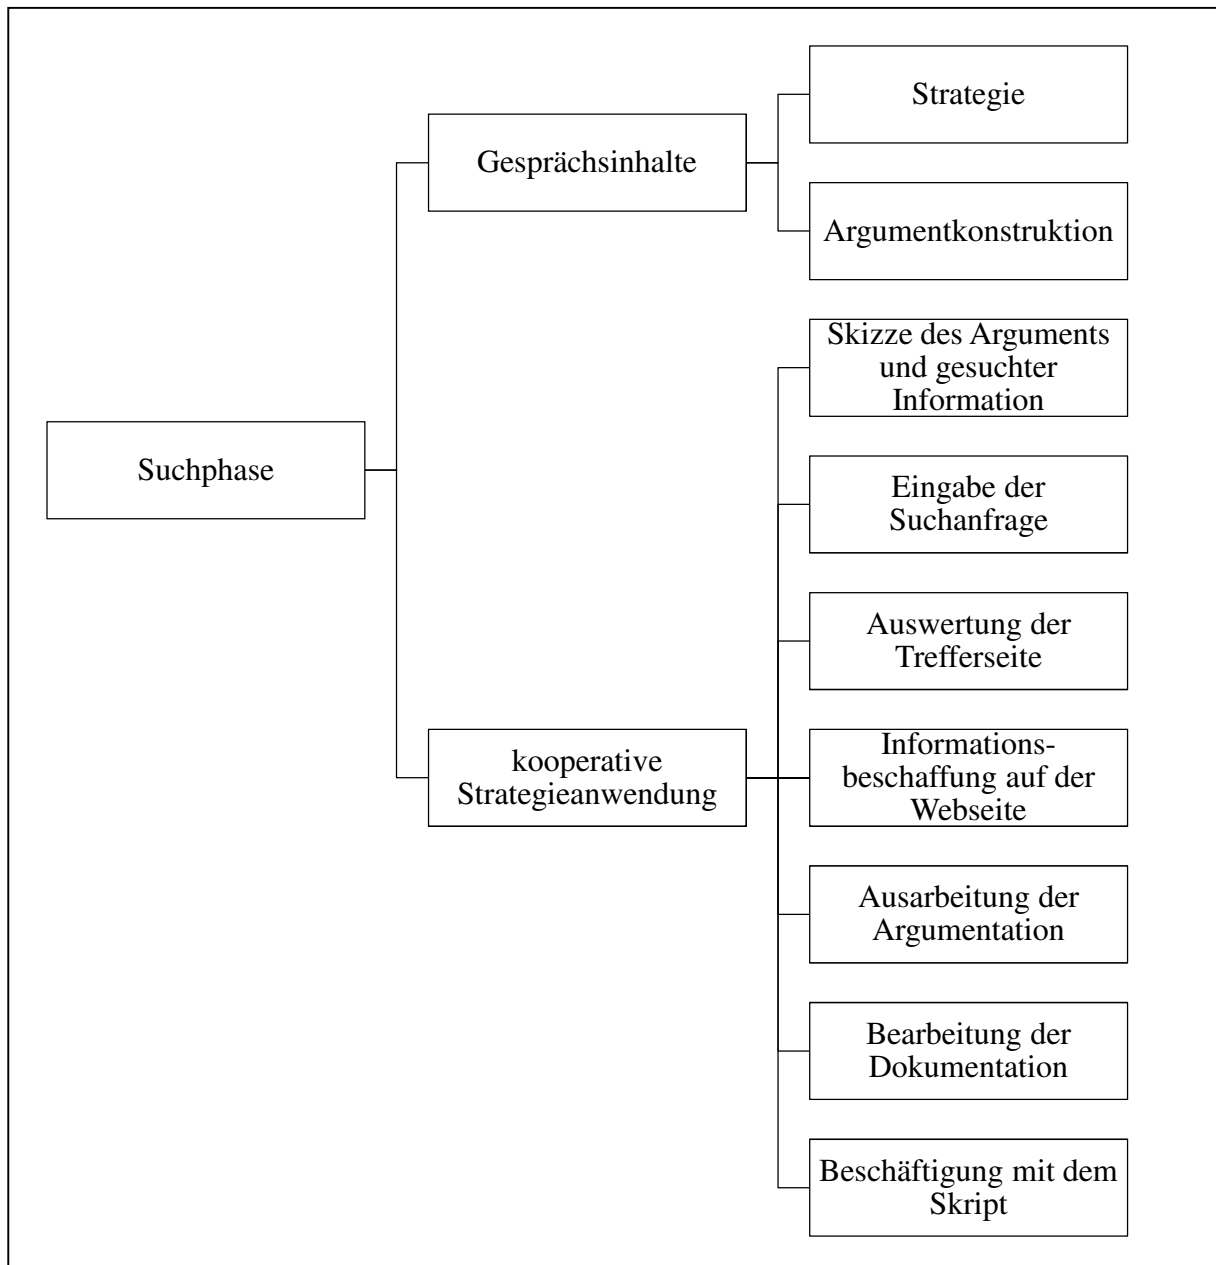 Suchphase
Gesprächsinhalte
Strategie
Argumentkonstruktion
kooperative
Strategieanwendung
Skizze des Arguments
und gesuchter
Information
Eingabe der
Suchanfrage
Auswertung der
Trefferseite
Informations-
beschaffung auf der
Webseite
Ausarbeitung der
Argumentation
Bearbeitung der
Dokumentation
Beschäftigung mit dem
Skript